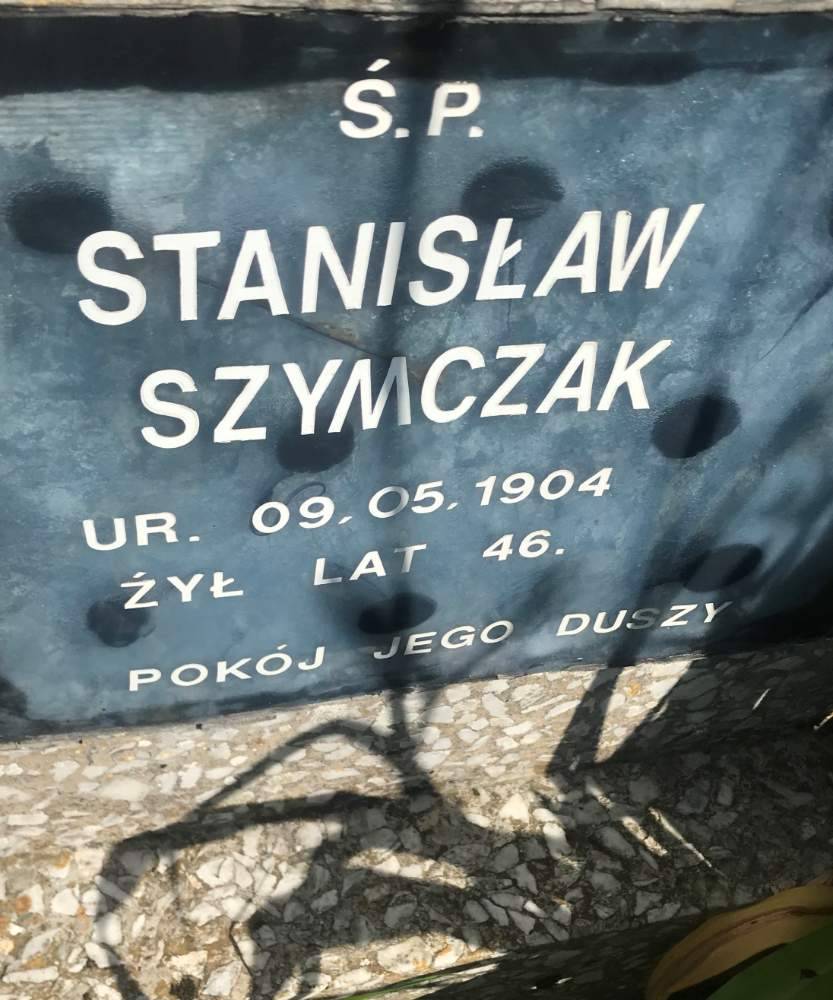 Ś.P.
STANISŁAW
SZYMCZAK
UR. 09.05.1904
ŻYŁ LAT 46.
POKÓJ JEGO DUSZY